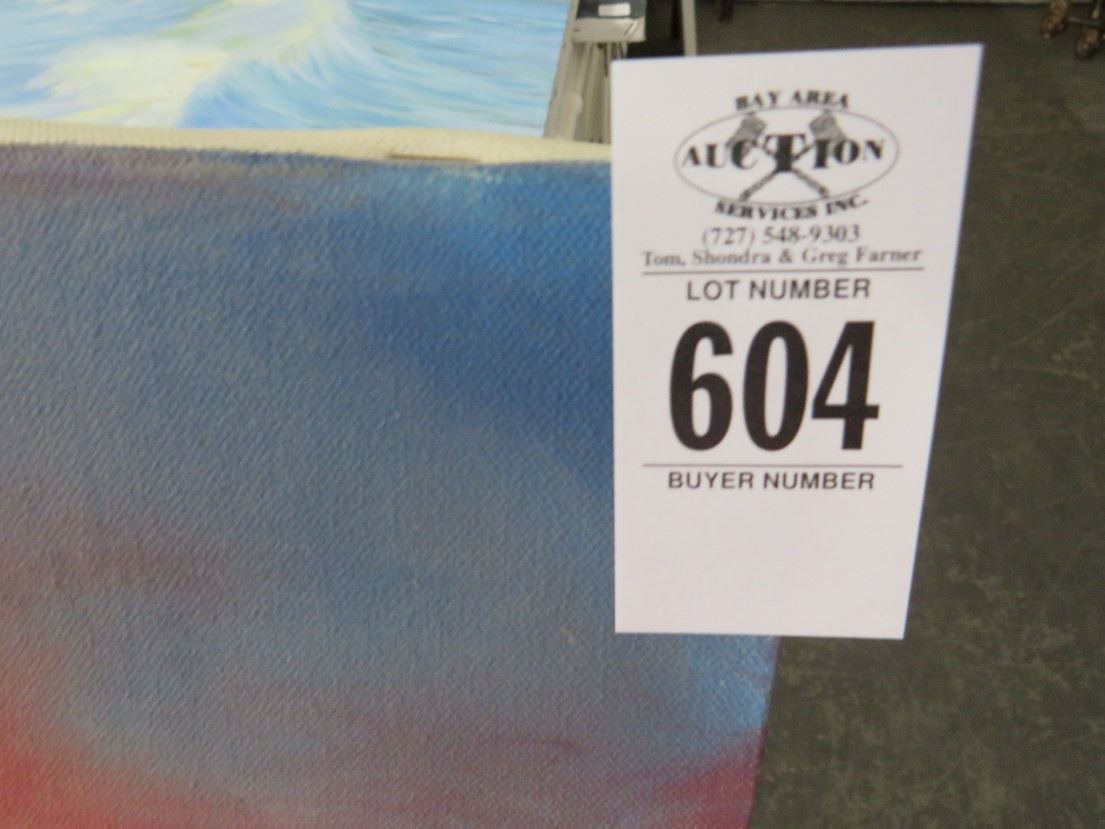 BAY AREA
AUCTION
SERVICES INC.
(727) 548-9303
Tom, Shondra & Greg Farner
LOT NUMBER
604
BUYER NUMBER